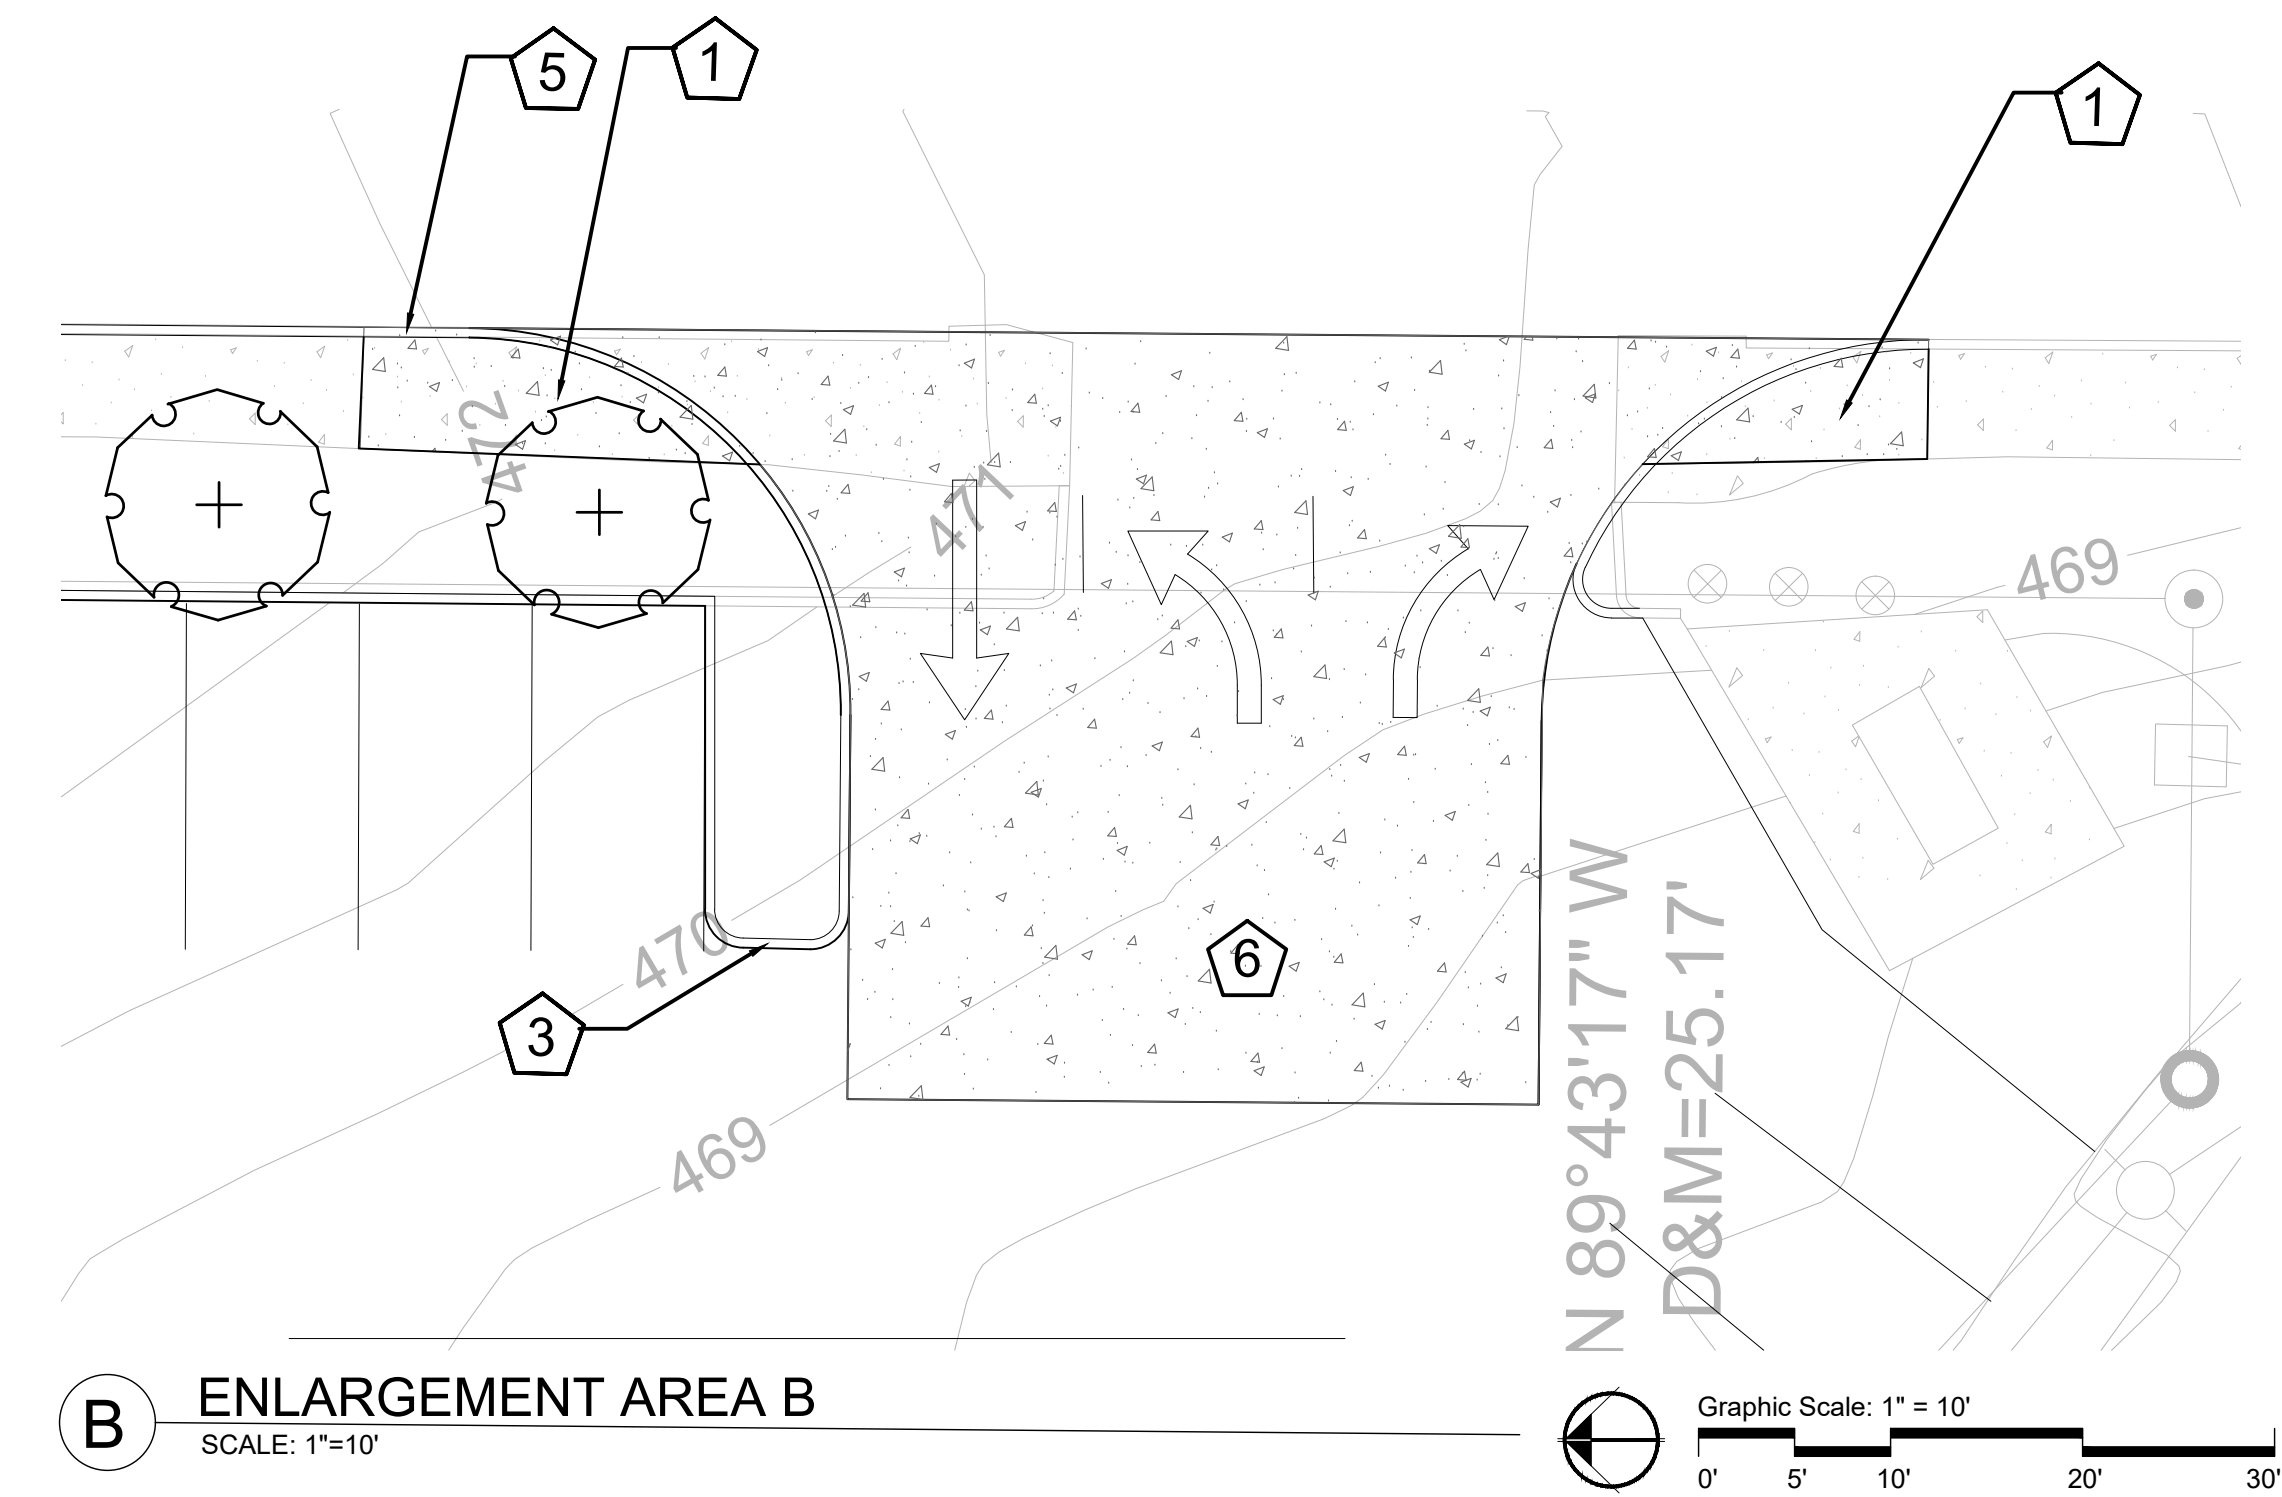 5
1
1
472
471
469
470
3
6
469
N 89°43'17" W
D&M=25.17'
B
ENLARGEMENT AREA B
SCALE: 1"=10'
Graphic Scale: 1" = 10'
0' 5' 10' 20' 30'